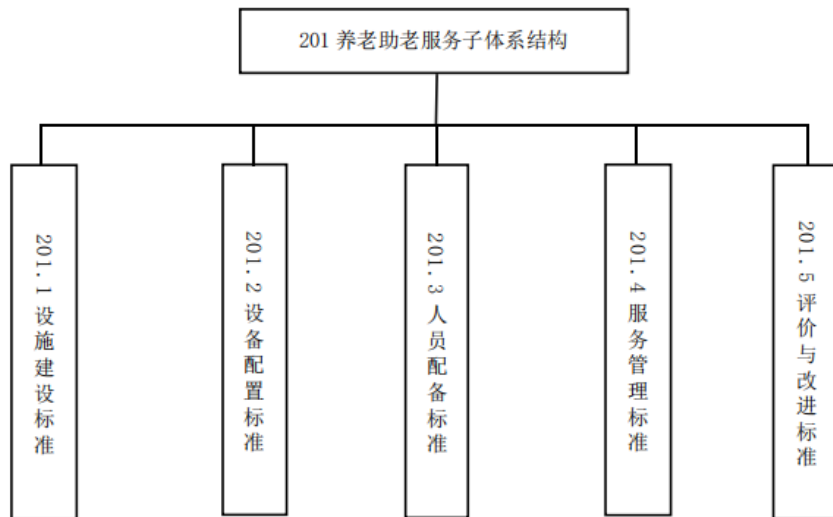 201 养老助老服务子体系结构
201.1设施建设标准
201.2设备配置标准
201.3人员配备标准
201.4服务管理标准
201.5评价与改进标准